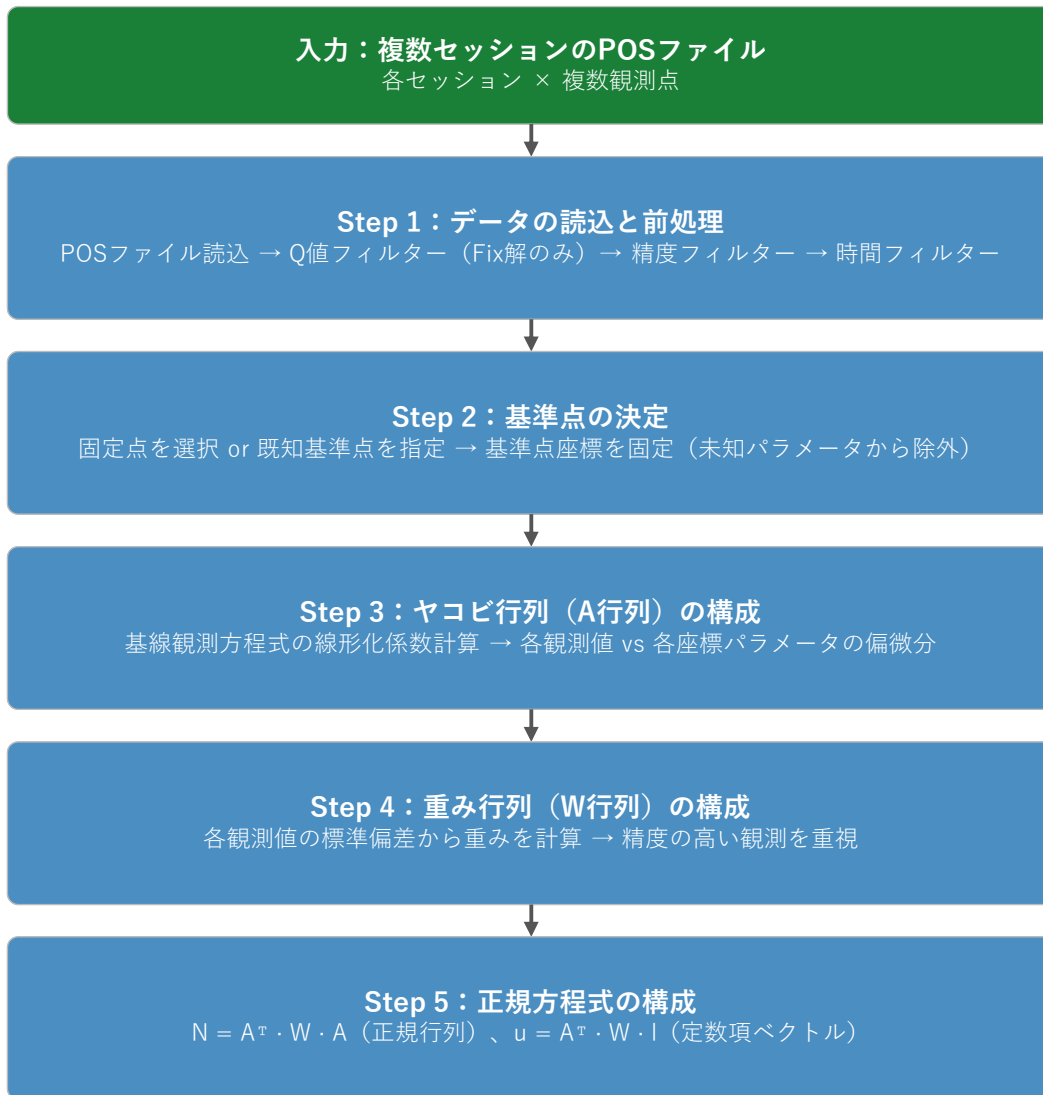 入力：複数セッションのPOSファイル
各セッション × 複数観測点
Step 1：データの読込と前処理
POSファイル読込 → Q値フィルター（Fix解のみ）→ 精度フィルター → 時間フィルター
Step 2：基準点の決定
固定点を選択 or 既知基準点を指定 → 基準点座標を固定（未知パラメータから除外）
Step 3：ヤコビ行列（A行列）の構成
基線観測方程式の線形化係数計算 → 各観測値 vs 各座標パラメータの偏微分
Step 4：重み行列（W行列）の構成
各観測値の標準偏差から重みを計算 → 精度の高い観測を重視
Step 5：正規方程式の構成
N = Aᵀ · W · A（正規行列）、u = Aᵀ · W · l（定数項ベクトル）